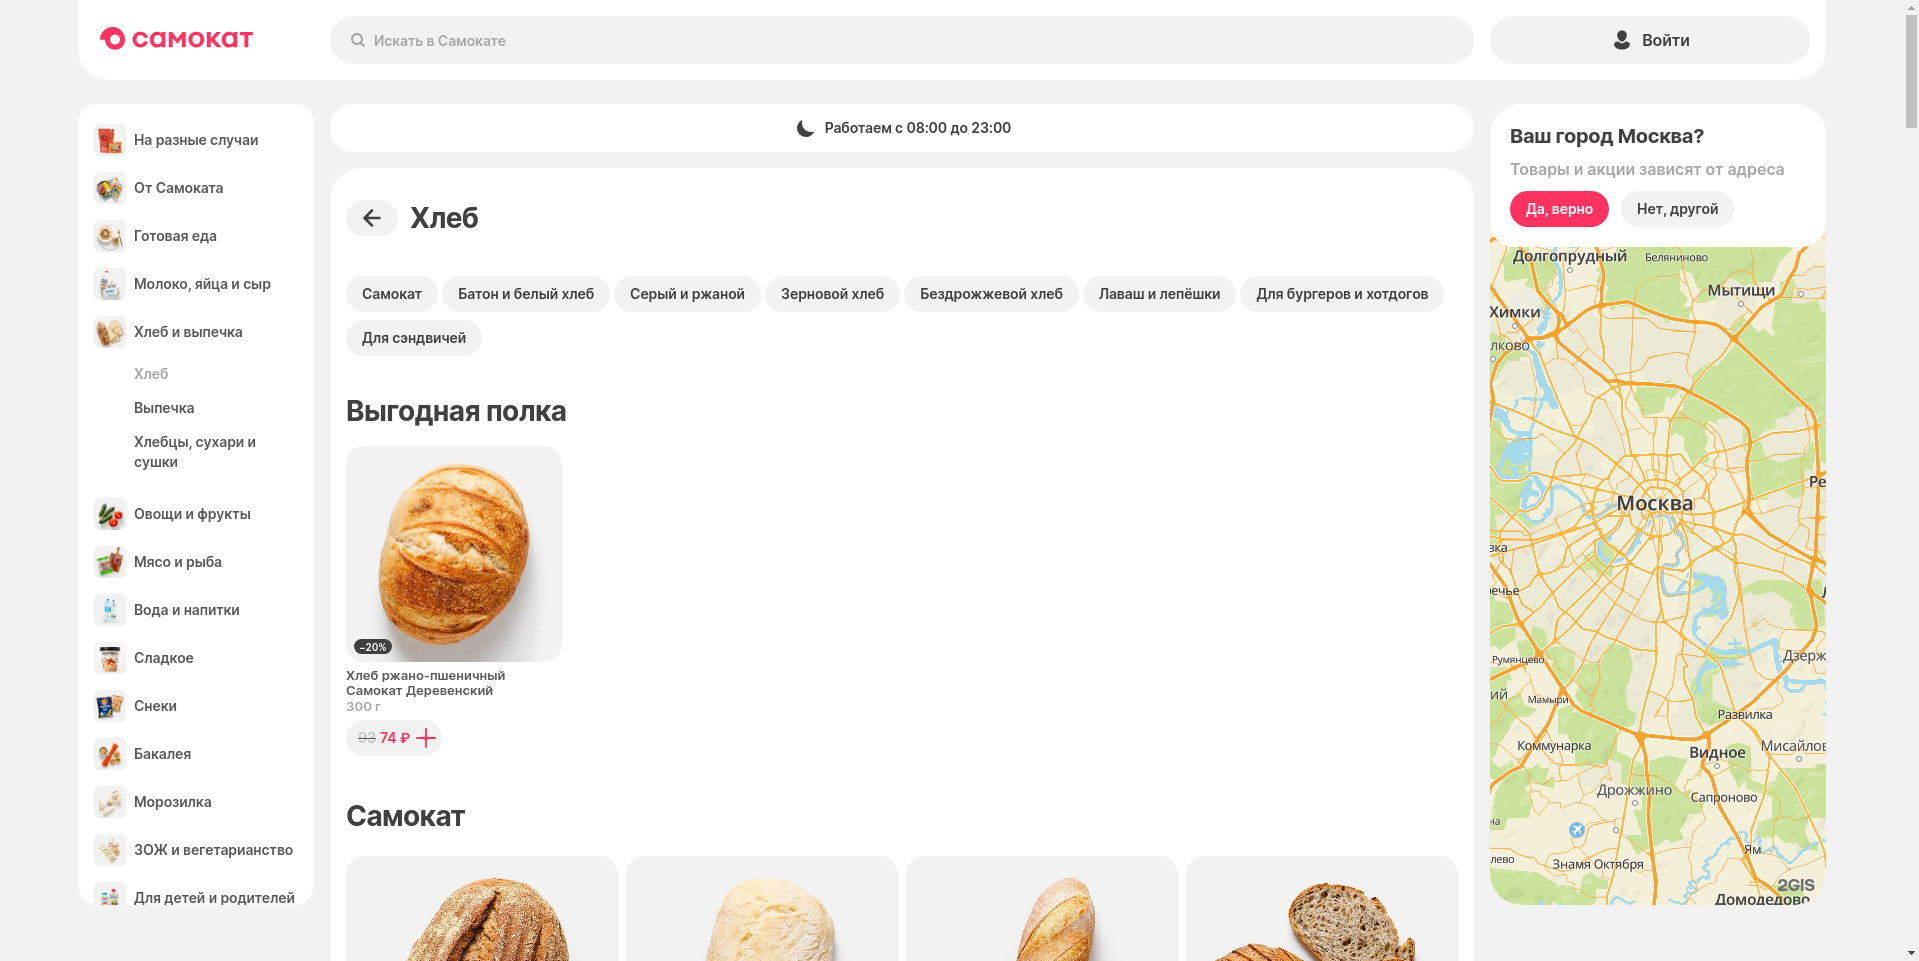 самокат
Искать в Самокате
Войти
На разные случаи
От Самоката
Готовая еда
Молоко, яйца и сыр
Хлеб и выпечка
Хлеб
Выпечка
Хлебцы, сухари и
сушки
Овощи и фрукты
Мясо и рыба
Вода и напитки
Сладкое
Снеки
Бакалея
Морозилка
ЗОЖ и вегетарианство
Для детей и родителей
Работаем с 08:00 до 23:00
Хлеб
Самокат
Батон и белый хлеб
Серый и ржаной
Зерновой хлеб
Бездрожжевой хлеб
Лаваш и лепёшки
Для бургеров и хотдогов
Для сэндвичей
Выгодная полка
−20%
Хлеб ржано-пшеничный
Самокат Деревенский
300 г
93 74 ₽
Самокат
Ваш город Москва?
Товары и акции зависят от адреса
Да, верно
Нет, другой
Долгопрудный
Беляниново
Мытищи
Химки
лково
Ре
Москва
вка
ечье
Румянцево
Дзерж
ий
Мамыри
Развилка
Коммунарка
Видное
Мисайлов
Дрожжино
Сапроново
на
Ям
лево
Знамя Октября
2GIS
Домодедово